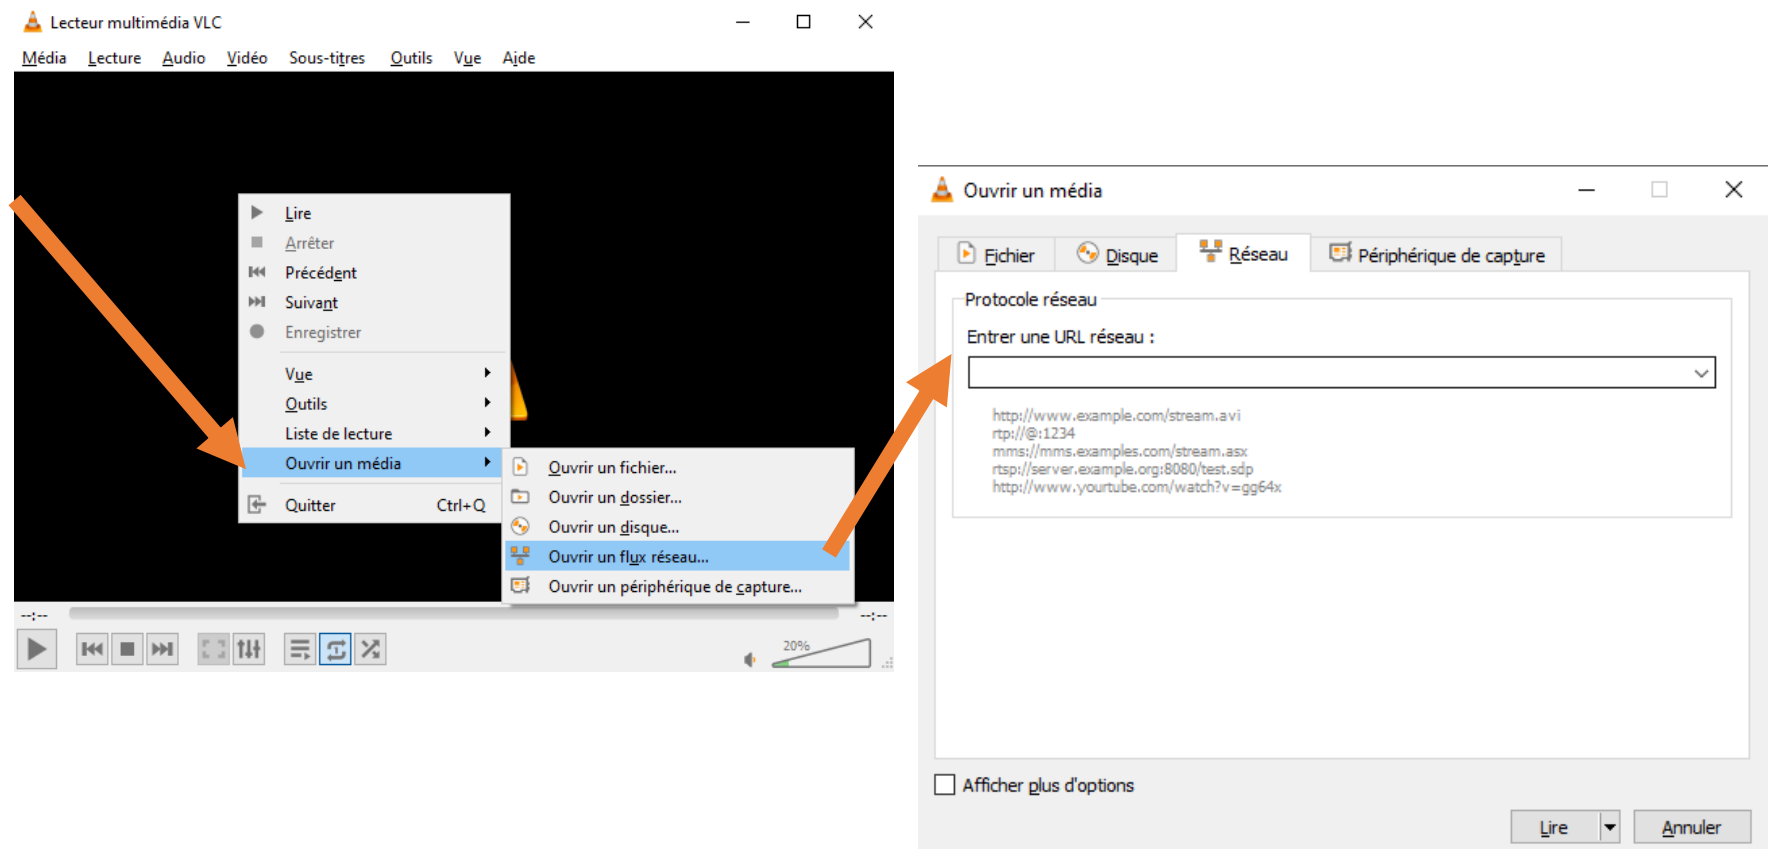 Lecteur multimédia VLC
Média Lecture Audio Vidéo Sous-titres Outils Vue Aide
Lire
Arrêter
Précédent
Suivant
Enregistrer
Vue
Outils
Liste de lecture
Ouvrir un média
Quitter Ctrl+Q
Ouvrir un fichier...
Ouvrir un dossier...
Ouvrir un disque...
Ouvrir un flux réseau...
Ouvrir un périphérique de capture...
--:-- --:--
20%
Ouvrir un média
Fichier Disque Réseau Périphérique de capture
Protocole réseau
Entrer une URL réseau :
http://www.example.com/stream.avi
rtp://@:1234
mms://mms.examples.com/stream.asx
rtsp://server.example.org:8080/test.sdp
http://www.yourtube.com/watch?v=gg64x
Afficher plus d'options
Lire Annuler